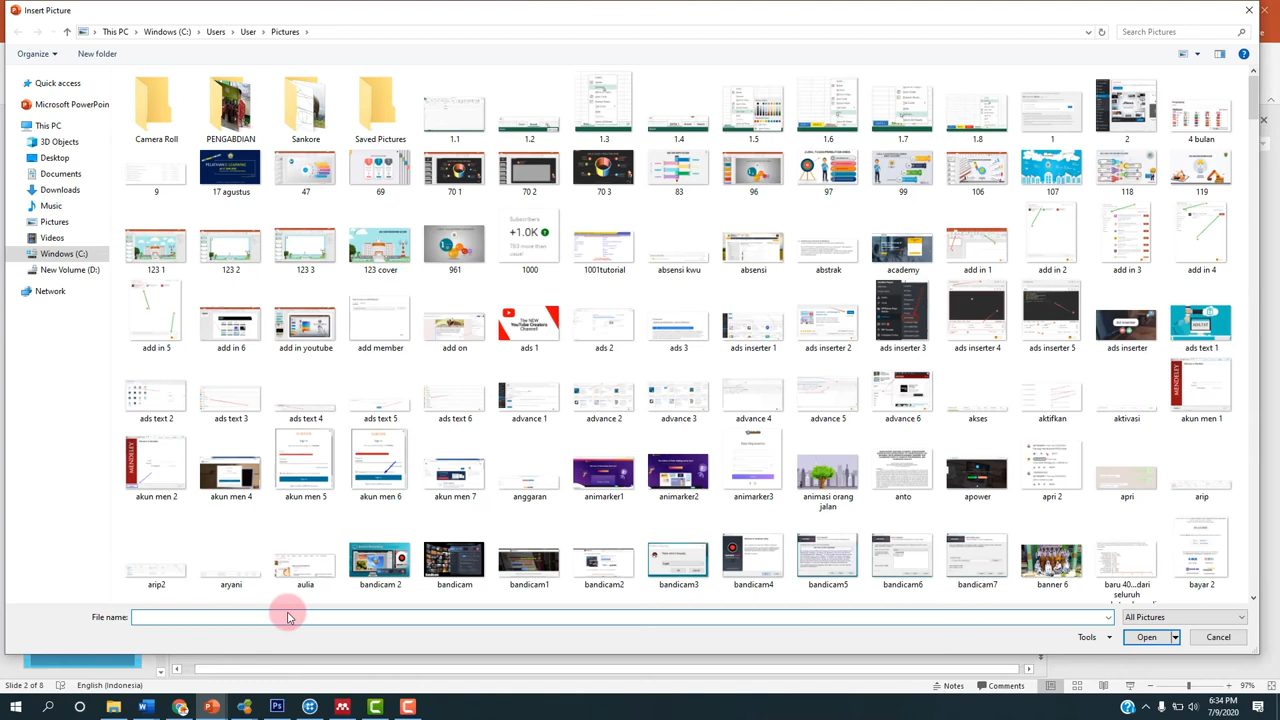 Insert Picture
This PC > Windows (C:) > Users > User > Pictures >
Search Pictures
Organize
New folder
Quick access
Microsoft PowerPoin
This PC
3D Objects
Desktop
Documents
Downloads
Music
Pictures
Videos
Windows (C:)
New Volume (D:)
Network
Camera Roll
PENGABDIAN
Sankore
Saved Pictures
1.1
1.2
1.3
1.4
1.5
1.6
1.7
1.8
1
2
4 bulan
9
17 agustus
47
69
70 1
70 2
70 3
83
96
97
99
106
107
118
119
Subscribers
+1.0K
123 1
123 2
123 3
123 cover
961
1000
1001tutorial
absensi kwu
absensi
abstrak
academy
add in 1
add in 2
add in 3
add in 4
The NEW
YouTube Creators
Channel
add in 5
add in 6
add in youtube
add member
add on
ads 1
ads 2
ads 3
ads inserter 1
ads inserter 2
ads inserter 3
ads inserter 4
ads inserter 5
ads inserter
ads text 1
MENDELEY
ads text 2
ads text 3
ads text 4
ads text 5
ads text 6
advance 1
advance 2
advance 3
advance 4
advance 5
advance 6
akses
aktifkan
aktivasi
akun men 1
MENDELEY
akun men 2
akun men 4
akun men 5
akun men 6
akun men 7
anggaran
animarker1
animarker2
animarker3
animasi orang
jalan
anto
apower
apri 2
apri
arip
arip2
aryani
aulia
bandicam 2
bandicam
bandicam1
bandicam2
bandicam3
bandicam4
bandicam5
bandicam6
bandicam7
banner 6
baru 40...dari
seluruh
bayar 2
File name:
All Pictures
Tools
Open
Cancel
Slide 2 of 8
English (Indonesia)
Notes
Comments
97%
6:34 PM
7/9/2020